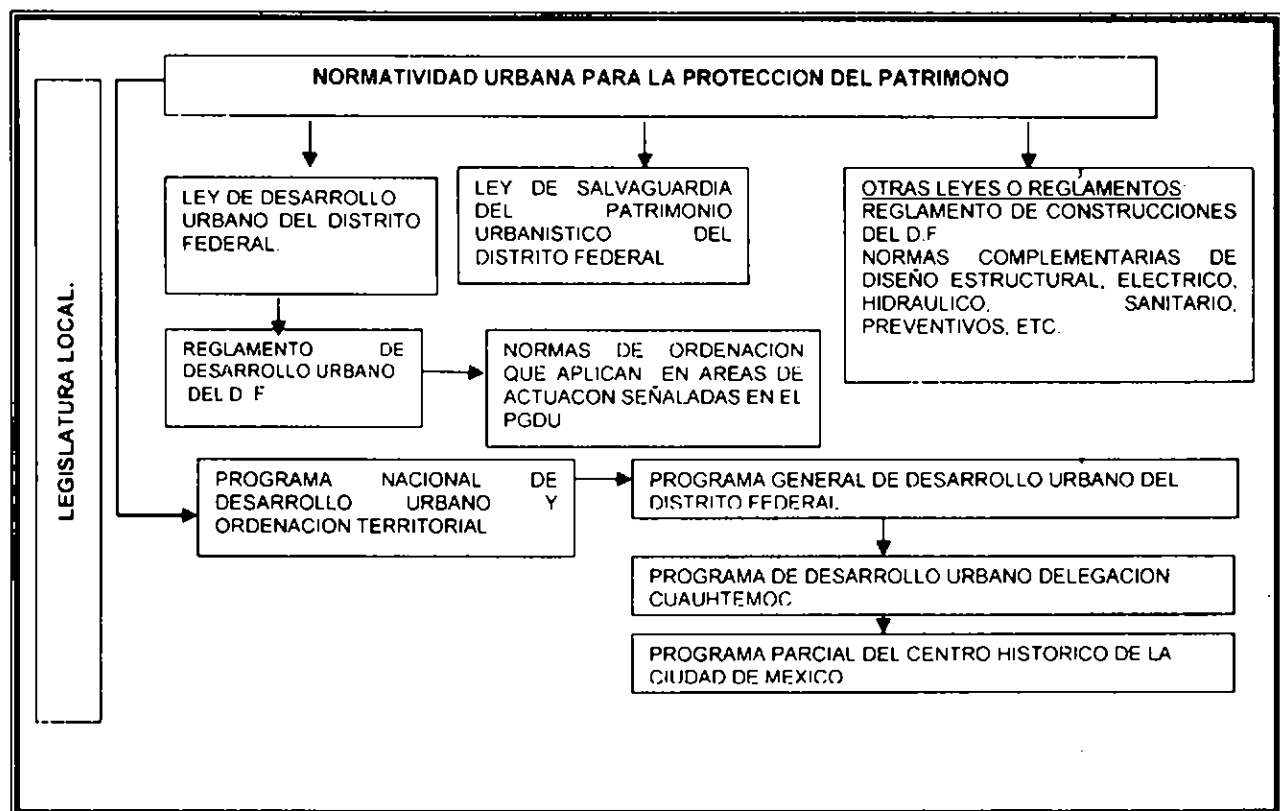 NORMATIVIDAD URBANA PARA LA PROTECCION DEL PATRIMONO
LEGISLATURA LOCAL.
LEY DE DESARROLLO
URBANO DEL DISTRITO
FEDERAL.
LEY DE SALVAGUARDIA
DEL PATRIMONIO
URBANISTICO DEL
DISTRITO FEDERAL
OTRAS LEYES O REGLAMENTOS
REGLAMENTO DE CONSTRUCCIONES
DEL D.F
NORMAS COMPLEMENTARIAS DE
DISEÑO ESTRUCTURAL, ELECTRICO,
HIDRAULICO, SANITARIO,
PREVENTIVOS, ETC.
REGLAMENTO DE
DESARROLLO URBANO
DEL D F
NORMAS DE ORDENACION
QUE APLICAN EN AREAS DE
ACTUACON SEÑALADAS EN EL
PGDU
PROGRAMA NACIONAL DE
DESARROLLO URBANO Y
ORDENACION TERRITORIAL
PROGRAMA GENERAL DE DESARROLLO URBANO DEL
DISTRITO FEDERAL
PROGRAMA DE DESARROLLO URBANO DELEGACION
CUAUHTEMOC
PROGRAMA PARCIAL DEL CENTRO HISTORICO DE LA
CIUDAD DE MEXICO